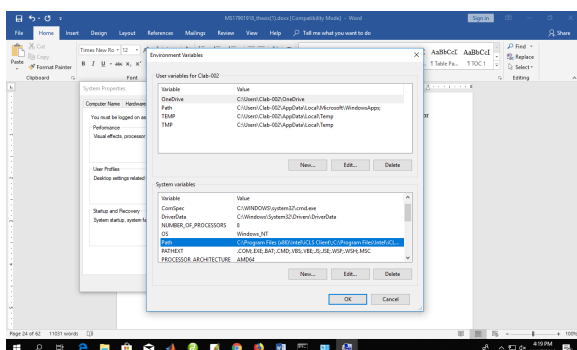 MS17901918_thesis(1).docx [Compatibility Mode] - Word
Sign in
File Home Insert Design Layout References Mailings Review View Help Tell me what you want to do Share
Cut
Copy
Paste
Format Painter
Clipboard
Times New Ro 12
B I U abc x, x²
Font
AaBbCcI AaBbCcI
1 Table Pa... 1 TOC 1
Find
Replace
Select
Editing
System Properties
Computer Name Hardware
You must be logged on as
Performance
Visual effects, processor
User Profiles
Desktop settings related
Startup and Recovery
System startup, system fa
Environment Variables
User variables for Clab-002
Variable Value
OneDrive C:\Users\Clab-002\OneDrive
Path C:\Users\Clab-002\AppData\Local\Microsoft\WindowsApps;
TEMP C:\Users\Clab-002\AppData\Local\Temp
TMP C:\Users\Clab-002\AppData\Local\Temp
New... Edit... Delete
System variables
Variable Value
ComSpec C:\WINDOWS\system32\cmd.exe
DriverData C:\Windows\System32\Drivers\DriverData
NUMBER_OF_PROCESSORS 8
OS Windows_NT
Path C:\Program Files (x86)\Intel\iCLS Client\;C:\Program Files\Intel\iCL...
PATHEXT .COM;.EXE;.BAT;.CMD;.VBS;.VBE;.JS;.JSE;.WSF;.WSH;.MSC
PROCESSOR_ARCHITECTURE AMD64
New... Edit... Delete
OK Cancel
or
Page 24 of 62 11031 words
100%
4:19 PM